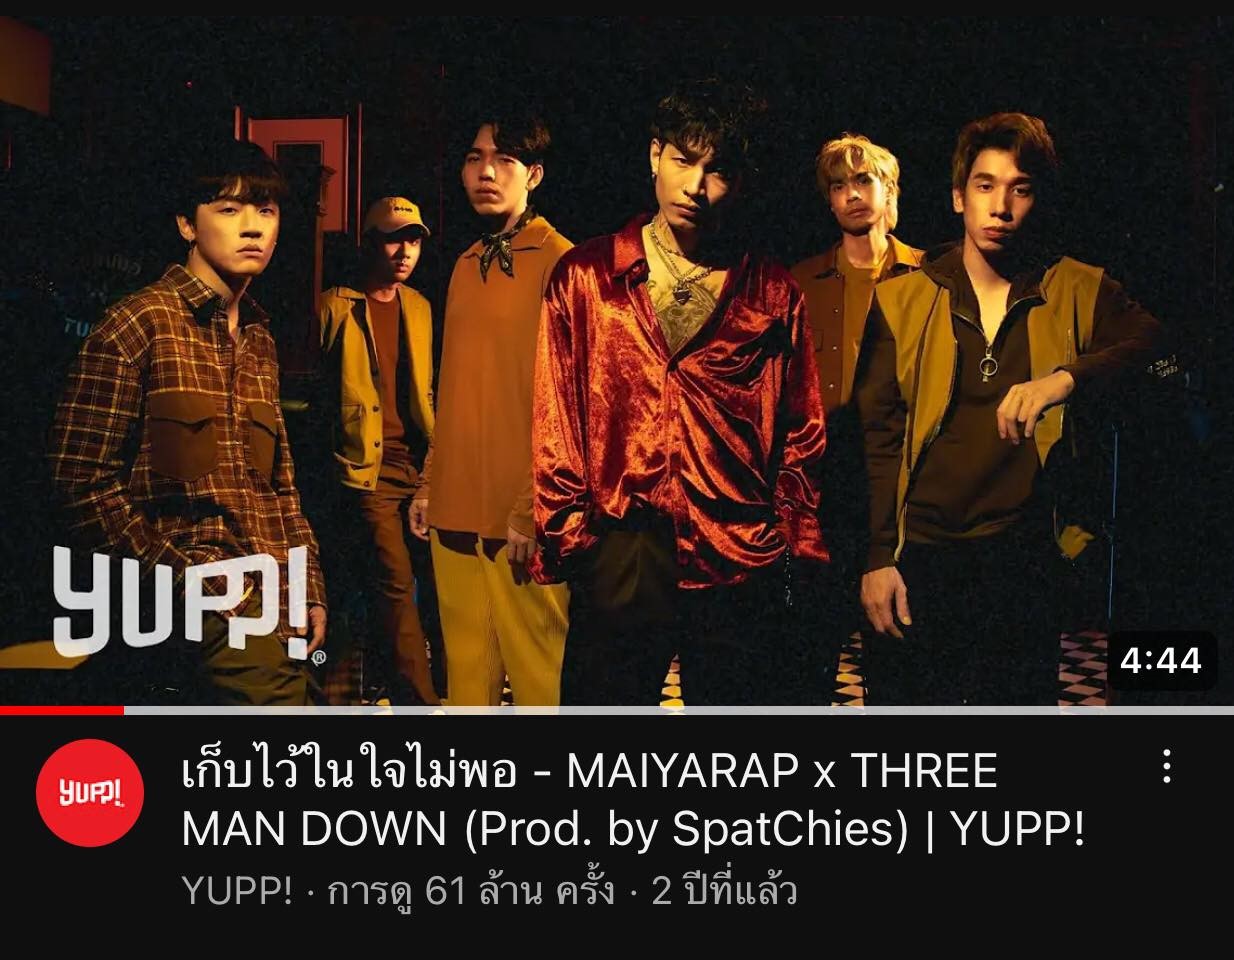 YUPP!
®
4:44
YUPP!
เก็บไว้ในใจไม่พอ - MAIYARAP x THREE
MAN DOWN (Prod. by SpatChies) | YUPP!
YUPP! · การดู 61 ล้าน ครั้ง · 2 ปีที่แล้ว